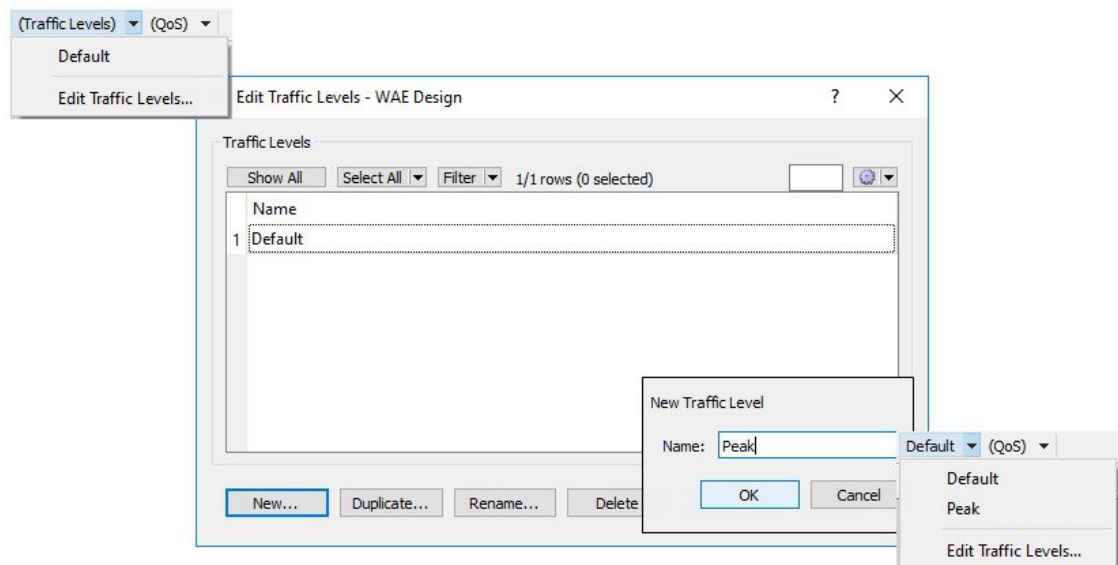 (Traffic Levels) (QoS)
Default
Edit Traffic Levels...
Edit Traffic Levels - WAE Design ? ×
Traffic Levels
Show All Select All Filter 1/1 rows (0 selected)
Name
1 Default
New Traffic Level
Name: Peak
OK Cancel
New... Duplicate... Rename... Delete
Default (QoS)
Default
Peak
Edit Traffic Levels...